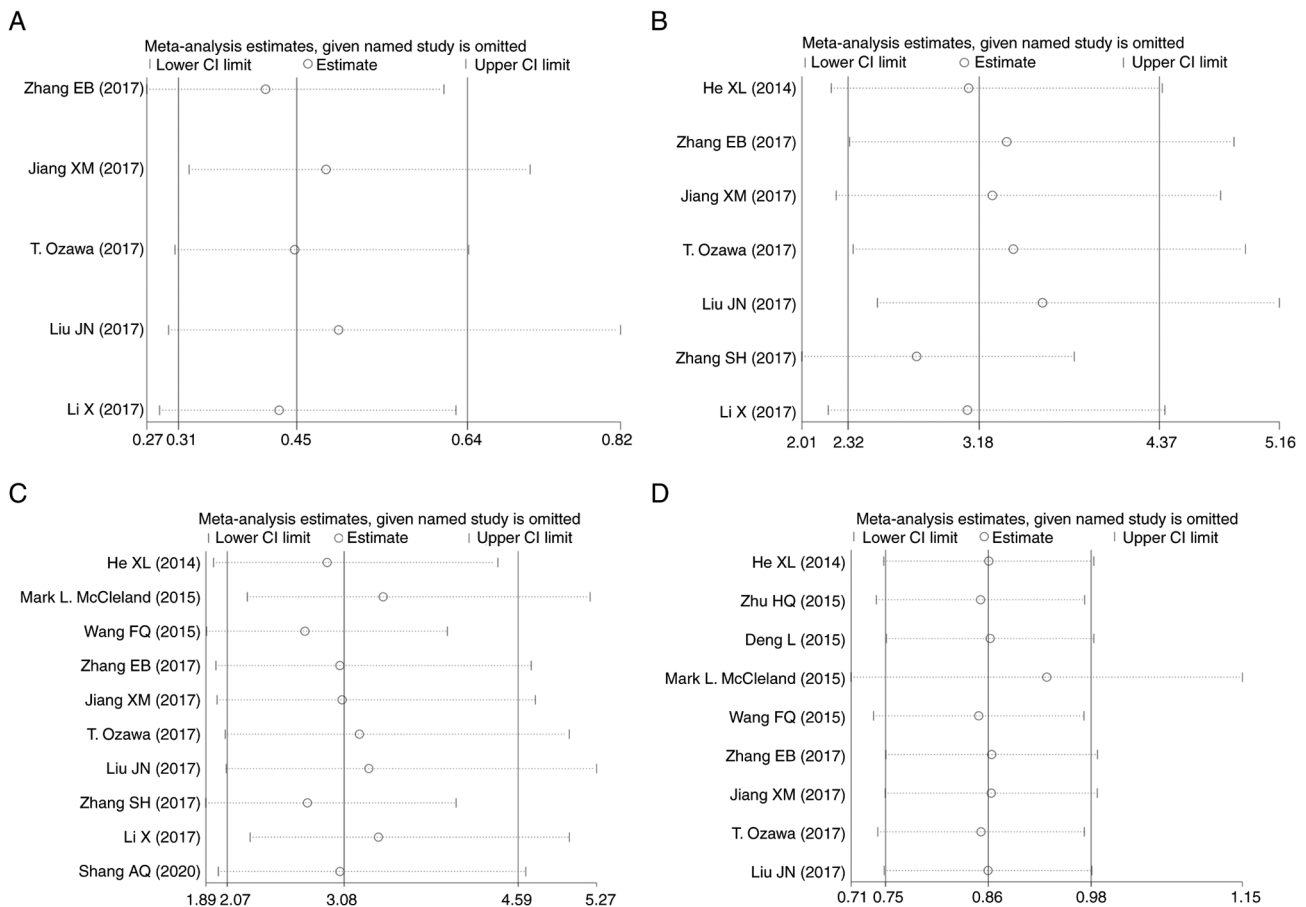 A
Meta-analysis estimates, given named study is omitted
Lower CI limit Estimate Upper CI limit
Zhang EB (2017)
Jiang XM (2017)
T. Ozawa (2017)
Liu JN (2017)
Li X (2017)
0.27 0.31 0.45 0.64 0.82
B
Meta-analysis estimates, given named study is omitted
Lower CI limit Estimate Upper CI limit
He XL (2014)
Zhang EB (2017)
Jiang XM (2017)
T. Ozawa (2017)
Liu JN (2017)
Zhang SH (2017)
Li X (2017)
2.01 2.32 3.18 4.37 5.16
C
Meta-analysis estimates, given named study is omitted
Lower CI limit Estimate Upper CI limit
He XL (2014)
Mark L. McCleland (2015)
Wang FQ (2015)
Zhang EB (2017)
Jiang XM (2017)
T. Ozawa (2017)
Liu JN (2017)
Zhang SH (2017)
Li X (2017)
Shang AQ (2020)
1.89 2.07 3.08 4.59 5.27
D
Meta-analysis estimates, given named study is omitted
Lower CI limit Estimate Upper CI limit
He XL (2014)
Zhu HQ (2015)
Deng L (2015)
Mark L. McCleland (2015)
Wang FQ (2015)
Zhang EB (2017)
Jiang XM (2017)
T. Ozawa (2017)
Liu JN (2017)
0.71 0.75 0.86 0.98 1.15